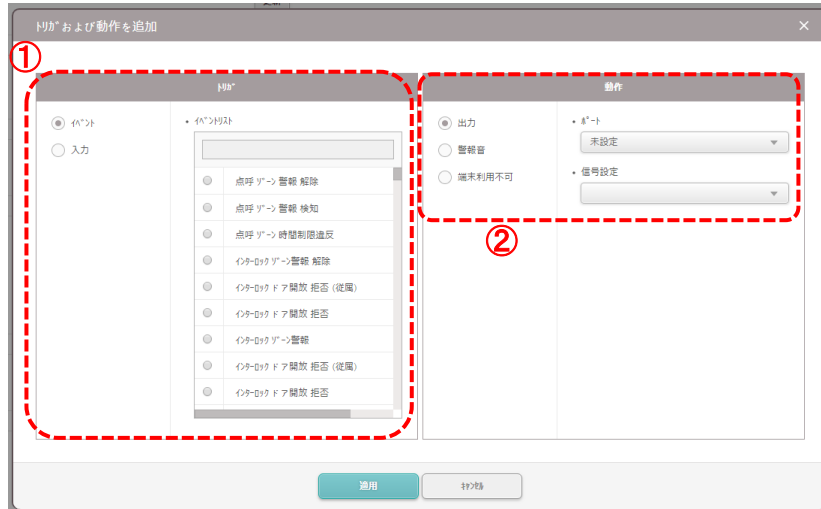 更新
ﾄﾘｶﾞおよび動作を追加
×
①
ﾄﾘｶﾞ
動作
ｲﾍﾞﾝﾄ
入力
• ｲﾍﾞﾝﾄﾘｽﾄ
点呼 ｿﾞｰﾝ 警報 解除
点呼 ｿﾞｰﾝ 警報 検知
点呼 ｿﾞｰﾝ 時間制限違反
ｲﾝﾀｰﾛｯｸ ｿﾞｰﾝ警報 解除
ｲﾝﾀｰﾛｯｸ ﾄﾞｱ開放 拒否 (従属)
ｲﾝﾀｰﾛｯｸ ﾄﾞｱ開放 拒否
ｲﾝﾀｰﾛｯｸ ｿﾞｰﾝ警報
ｲﾝﾀｰﾛｯｸ ﾄﾞｱ開放 拒否 (従属)
ｲﾝﾀｰﾛｯｸ ﾄﾞｱ開放 拒否
出力
警報音
端末利用不可
• ﾎﾟｰﾄ
未設定
• 信号設定
②
適用
ｷｬﾝｾﾙ